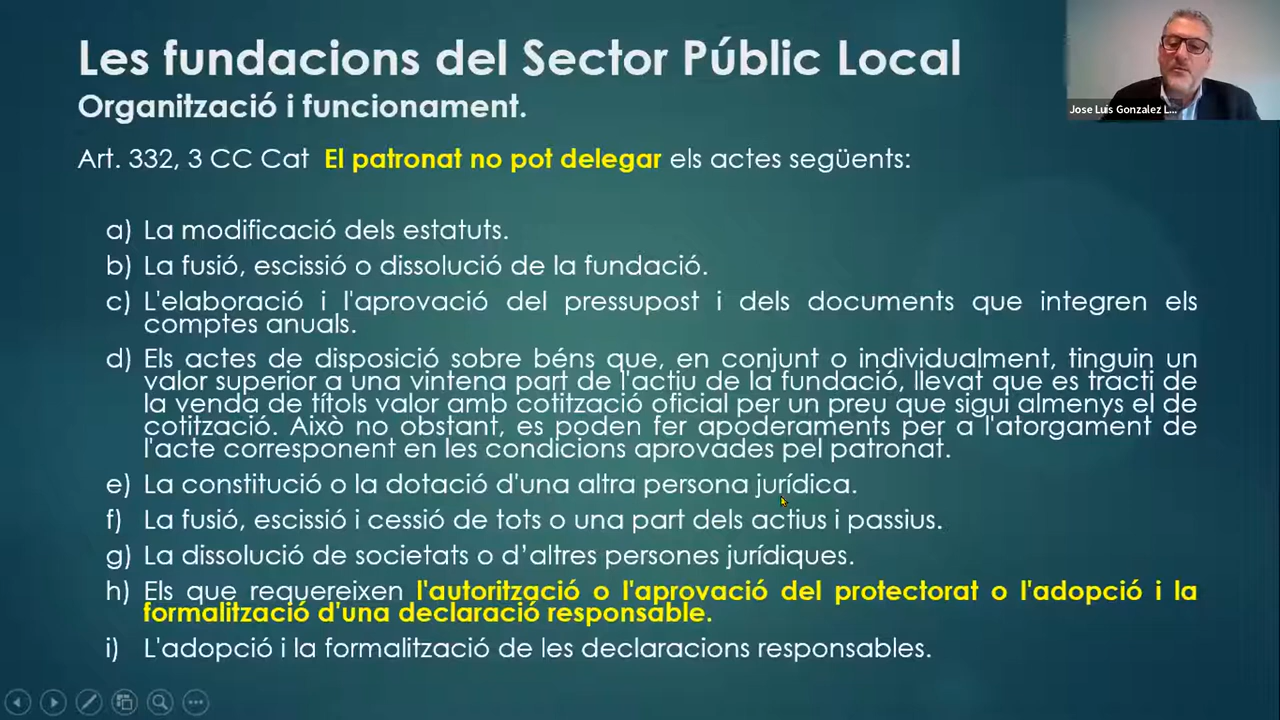 Les fundacions del Sector Públic Local
Organització i funcionament.
Jose Luis Gonzalez L...
Art. 332, 3 CC Cat El patronat no pot delegar els actes següents:
a) La modificació dels estatuts.
b) La fusió, escissió o dissolució de la fundació.
c) L'elaboració i l'aprovació del pressupost i dels documents que integren els
comptes anuals.
d) Els actes de disposició sobre béns que, en conjunt o individualment, tinguin un
valor superior a una vintena part de l'actiu de la fundació, llevat que es tracti de
la venda de títols valor amb cotització oficial per un preu que sigui almenys el de
cotització. Això no obstant, es poden fer apoderaments per a l'atorgament de
l'acte corresponent en les condicions aprovades pel patronat.
e) La constitució o la dotació d'una altra persona jurídica.
f) La fusió, escissió i cessió de tots o una part dels actius i passius.
g) La dissolució de societats o d’altres persones jurídiques.
h) Els que requereixen l'autorització o l'aprovació del protectorat o l'adopció i la
formalització d'una declaració responsable.
i) L'adopció i la formalització de les declaracions responsables.